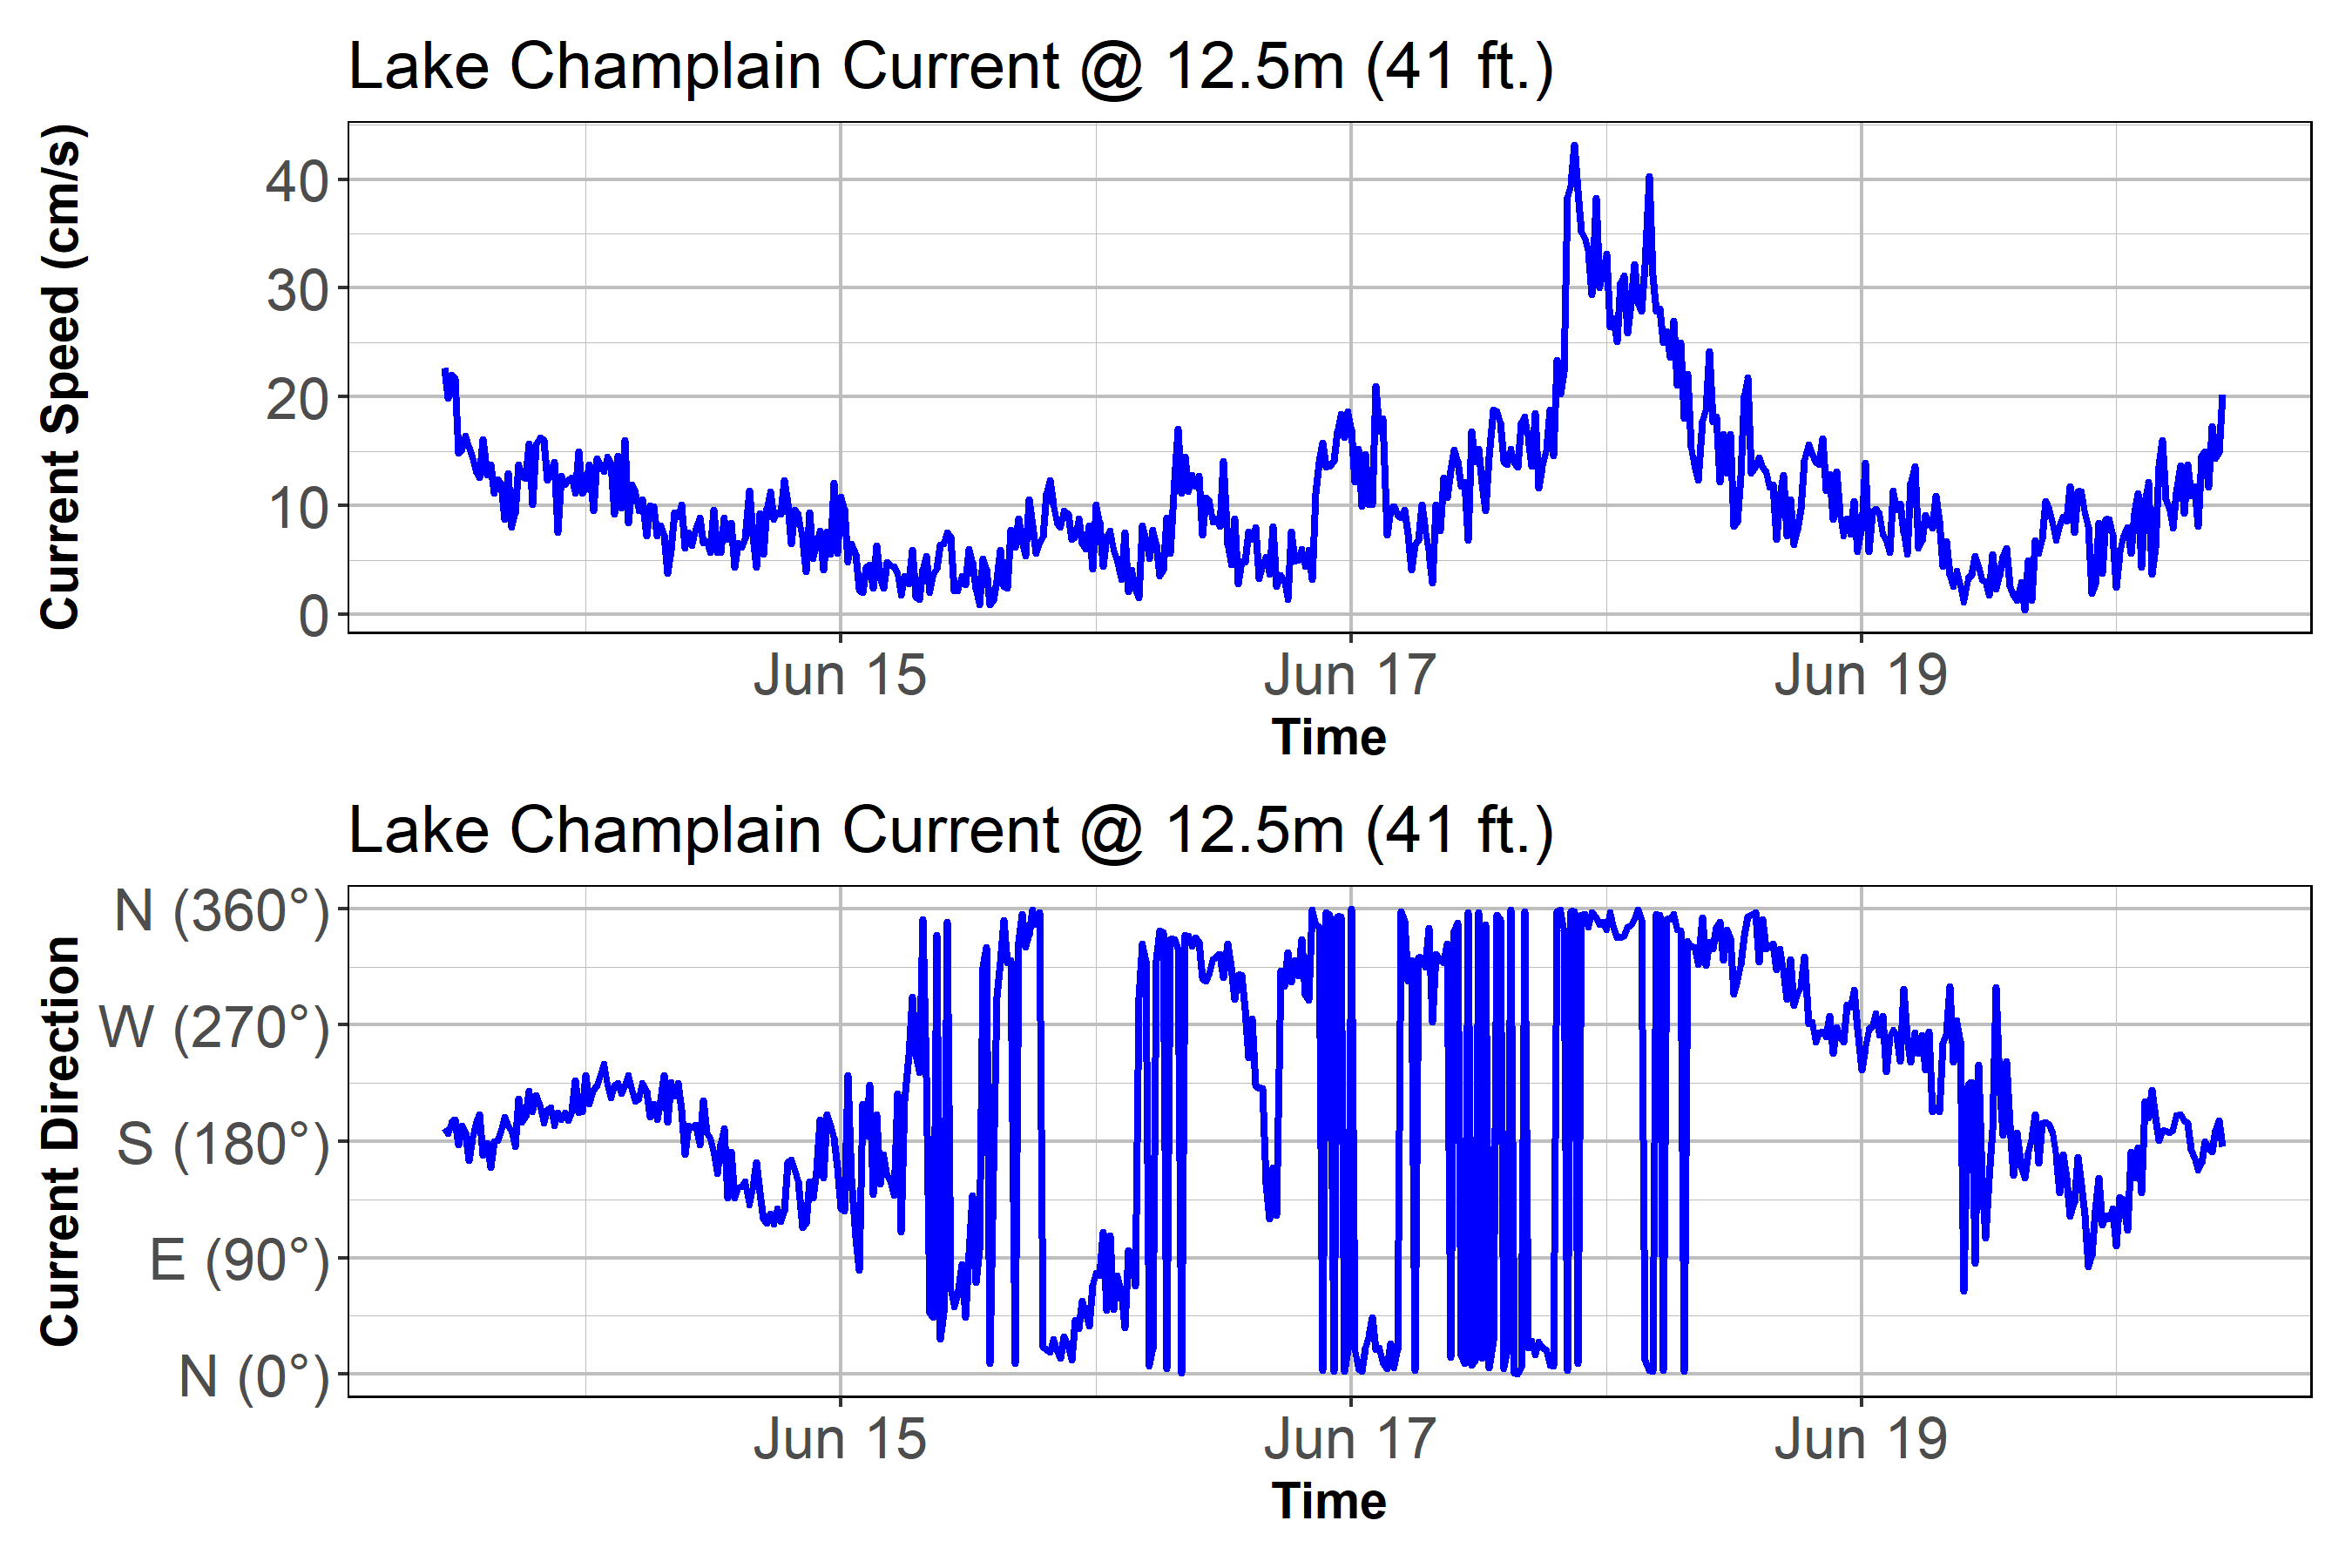 Lake Champlain Current @ 12.5m (41 ft.)
Current Speed (cm/s)
40
30
20
10
0
Jun 15 Jun 17 Jun 19
Time
Lake Champlain Current @ 12.5m (41 ft.)
Current Direction
N (360°)
W (270°)
S (180°)
E (90°)
N (0°)
Jun 15 Jun 17 Jun 19
Time